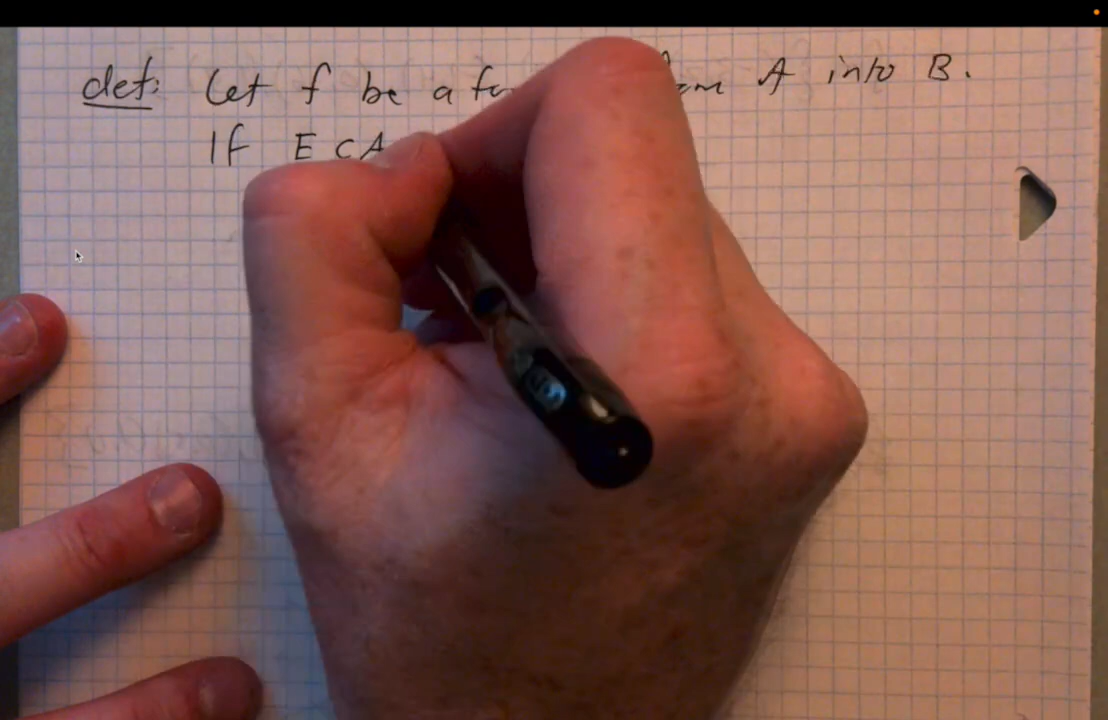 def: Let f be a A into B.
If E ⊂ A